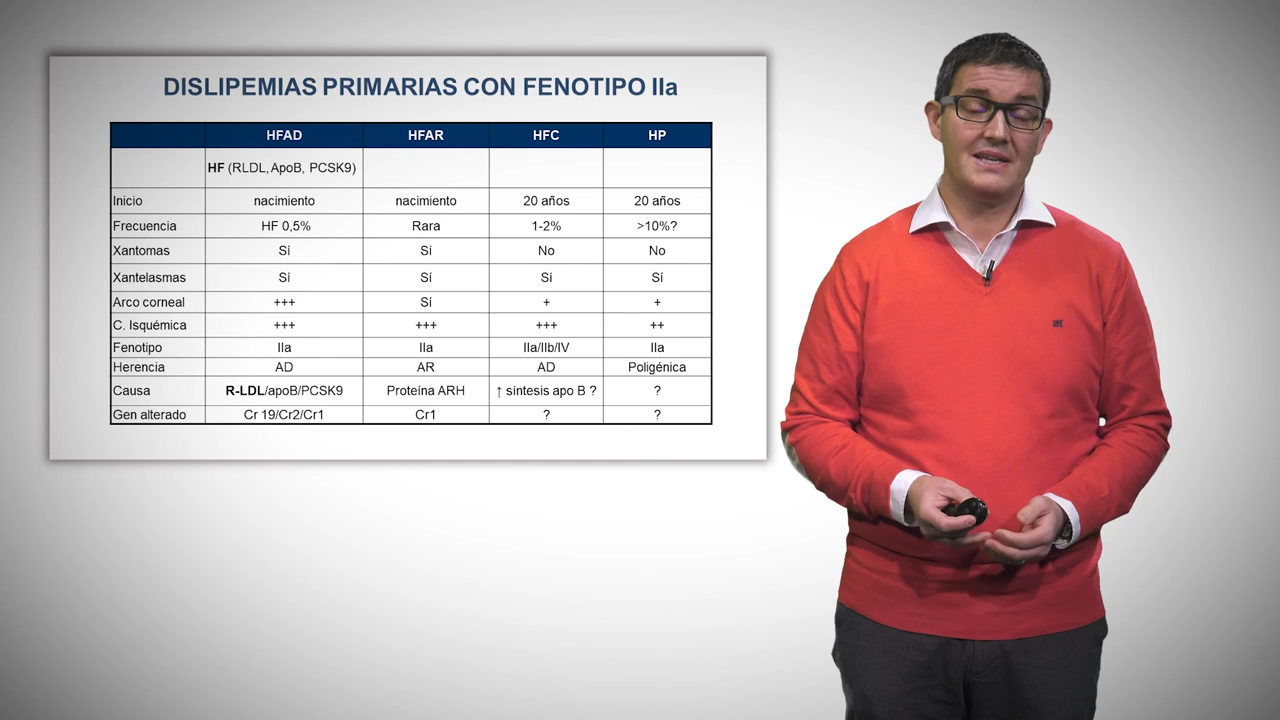 DISLIPEMIAS PRIMARIAS CON FENOTIPO IIa
HFAD HFAR HFC HP
HF (RLDL, ApoB, PCSK9)
Inicio nacimiento nacimiento 20 años 20 años
Frecuencia HF 0,5% Rara 1-2% >10%?
Xantomas Sí Sí No No
Xantelasmas Sí Sí Sí Sí
Arco corneal +++ Sí + +
C. Isquémica +++ +++ +++ ++
Fenotipo IIa IIa IIa/IIb/IV IIa
Herencia AD AR AD Poligénica
Causa R-LDL/apoB/PCSK9 Proteína ARH ↑ síntesis apo B ? ?
Gen alterado Cr 19/Cr2/Cr1 Cr1 ? ?